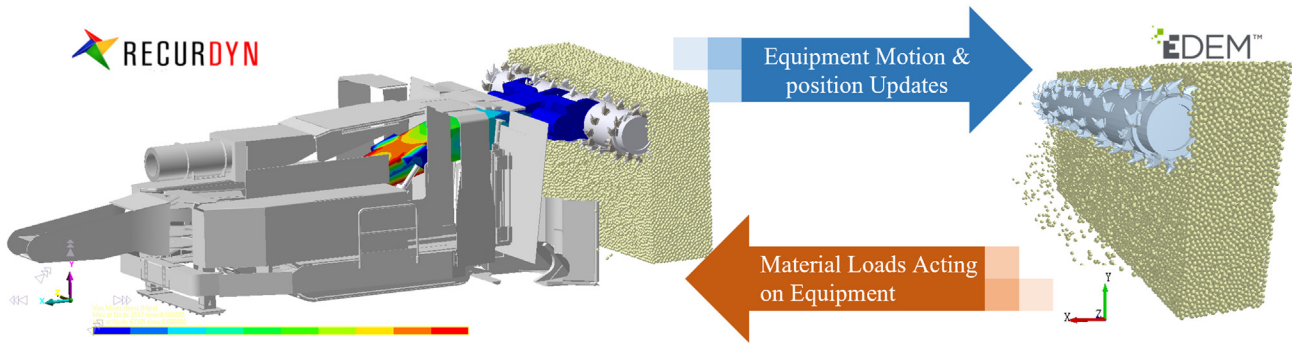 RECURDYN
Equipment Motion &
position Updates
EDEM™
Material Loads Acting
on Equipment
Y
X
Y
X
Z